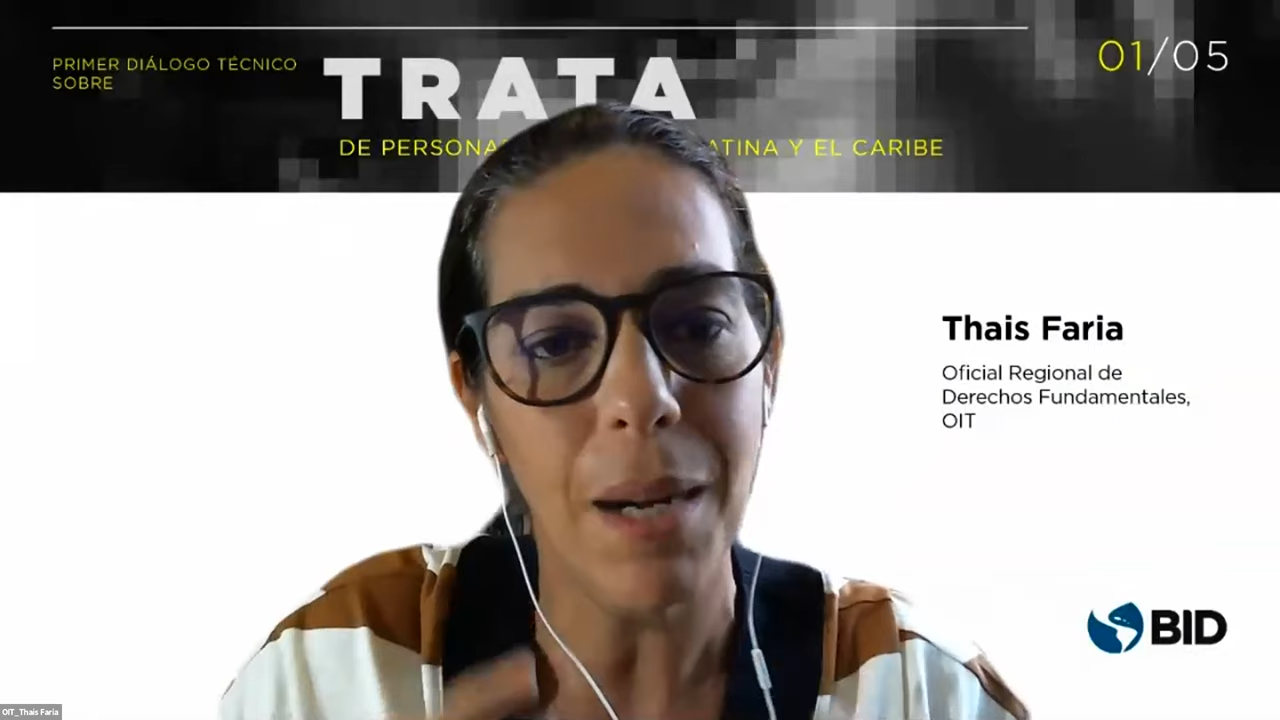 PRIMER DIÁLOGO TÉCNICO
SOBRE
TRATA
DE PERSONA ATINA Y EL CARIBE
01/05
Thais Faria
Oficial Regional de
Derechos Fundamentales,
OIT
BID
OIT_Thais Faria